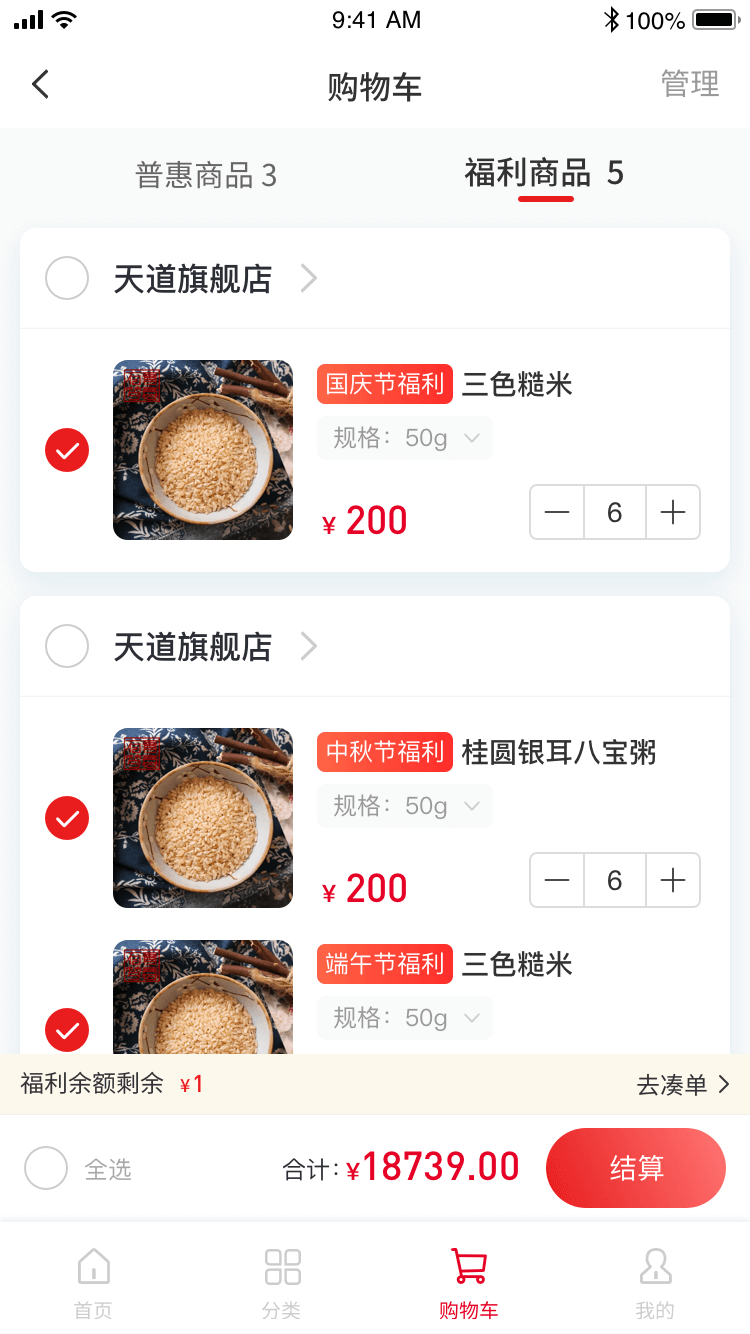 9:41 AM
100%
购物车
管理
普惠商品 3
福利商品 5
天道旗舰店
国庆节福利 三色糙米
规格：50g
¥ 200
6
天道旗舰店
中秋节福利 桂圆银耳八宝粥
规格：50g
¥ 200
6
端午节福利 三色糙米
规格：50g
福利余额剩余 ¥1
去凑单
全选
合计：¥18739.00
结算
首页
分类
购物车
我的